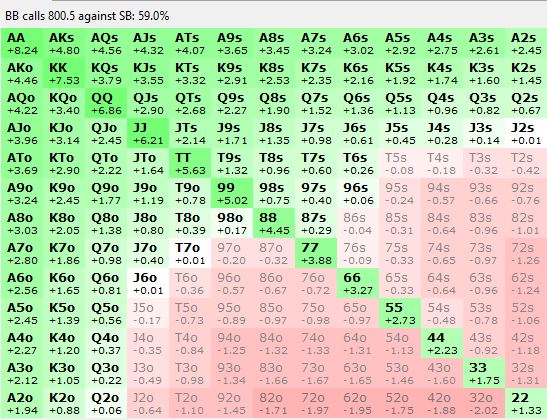 BB calls 800.5 against SB: 59.0%
AA AKs AQs AJs ATs A9s A8s A7s A6s A5s A4s A3s A2s
+8.24 +4.80 +4.56 +4.32 +4.07 +3.65 +3.45 +3.24 +3.02 +2.92 +2.75 +2.61 +2.45
AKo KK KQs KJs KTs K9s K8s K7s K6s K5s K4s K3s K2s
+4.46 +7.53 +3.79 +3.55 +3.32 +2.91 +2.53 +2.35 +2.16 +1.92 +1.74 +1.60 +1.45
AQo KQo QQ QJs QTs Q9s Q8s Q7s Q6s Q5s Q4s Q3s Q2s
+4.22 +3.40 +6.86 +2.90 +2.68 +2.27 +1.90 +1.52 +1.36 +1.13 +0.96 +0.82 +0.67
AJo KJo QJo JJ JTs J9s J8s J7s J6s J5s J4s J3s J2s
+3.96 +3.14 +2.45 +6.21 +2.14 +1.71 +1.35 +0.98 +0.61 +0.45 +0.28 +0.14 +0.01
ATo KTo QTo JTo TT T9s T8s T7s T6s T5s T4s T3s T2s
+3.69 +2.90 +2.22 +1.64 +5.63 +1.32 +0.96 +0.60 +0.26 -0.08 -0.18 -0.32 -0.42
A9o K9o Q9o J9o T9o 99 98s 97s 96s 95s 94s 93s 92s
+3.24 +2.45 +1.77 +1.19 +0.78 +5.02 +0.75 +0.40 +0.06 -0.24 -0.57 -0.66 -0.76
A8o K8o Q8o J8o T8o 98o 88 87s 86s 85s 84s 83s 82s
+3.03 +2.05 +1.38 +0.80 +0.39 +0.17 +4.45 +0.29 -0.04 -0.31 -0.64 -0.96 -1.01
A7o K7o Q7o J7o T7o 97o 87o 77 76s 75s 74s 73s 72s
+2.80 +1.86 +0.98 +0.40 +0.01 -0.20 -0.32 +3.88 -0.09 -0.33 -0.65 -0.97 -1.26
A6o K6o Q6o J6o T6o 96o 86o 76o 66 65s 64s 63s 62s
+2.56 +1.65 +0.81 +0.01 -0.36 -0.57 -0.67 -0.72 +3.27 -0.33 -0.64 -0.96 -1.24
A5o K5o Q5o J5o T5o 95o 85o 75o 65o 55 54s 53s 52s
+2.45 +1.39 +0.56 -0.17 -0.73 -0.89 -0.97 -0.98 -0.97 +2.73 -0.48 -0.78 -1.06
A4o K4o Q4o J4o T4o 94o 84o 74o 64o 54o 44 43s 42s
+2.27 +1.20 +0.37 -0.35 -0.84 -1.25 -1.32 -1.33 -1.31 -1.13 +2.23 -0.92 -1.18
A3o K3o Q3o J3o T3o 93o 83o 73o 63o 53o 43o 33 32s
+2.12 +1.05 +0.22 -0.49 -0.98 -1.34 -1.66 -1.67 -1.65 -1.46 -1.60 +1.75 -1.31
A2o K2o Q2o J2o T2o 92o 82o 72o 62o 52o 42o 32o 22
+1.94 +0.88 +0.06 -0.64 -1.10 -1.45 -1.71 -1.97 -1.95 -1.75 -1.88 -2.02 +1.33